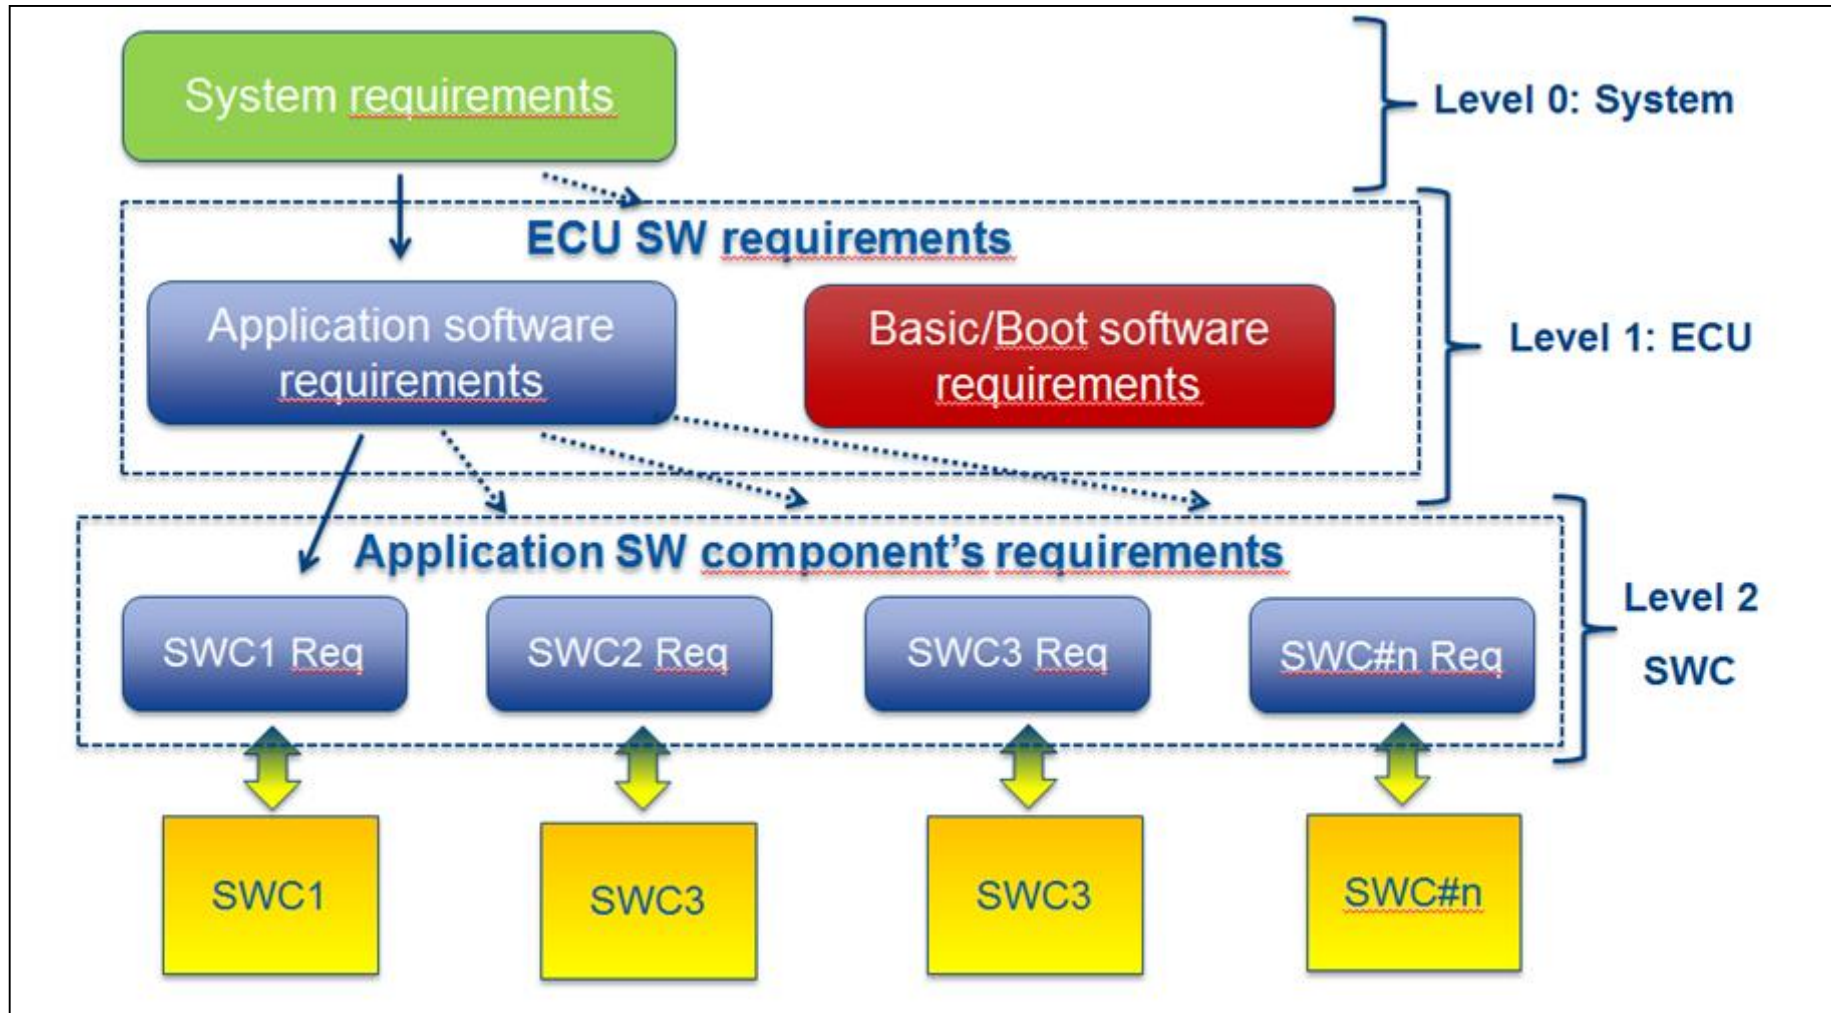 System requirements
Level 0: System
ECU SW requirements
Application software
requirements
Basic/Boot software
requirements
Level 1: ECU
Application SW component's requirements
SWC1 Req
SWC2 Req
SWC3 Req
SWC#n Req
Level 2
SWC
SWC1
SWC3
SWC3
SWC#n